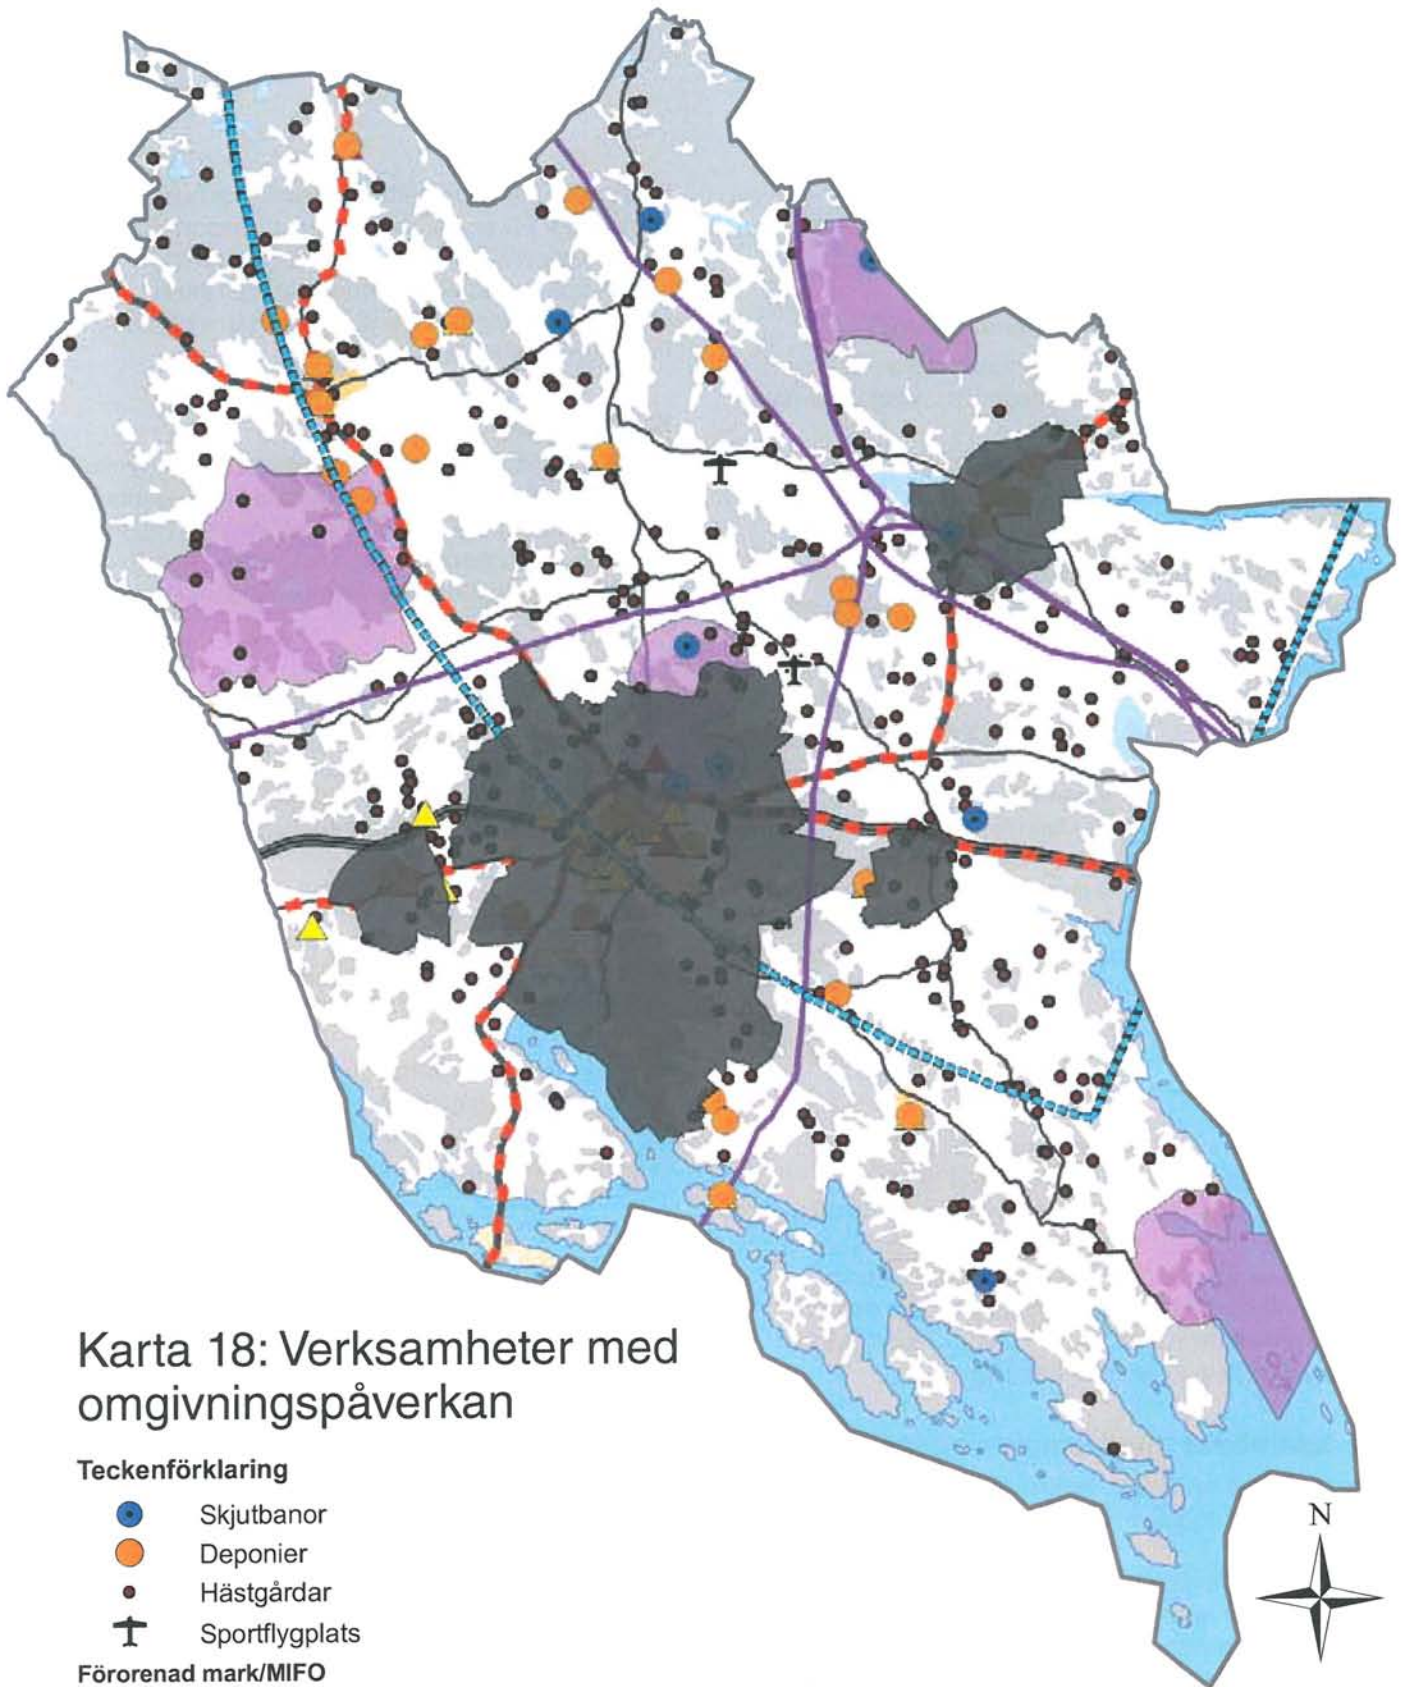 Karta 18: Verksamheter med
omgivningspåverkan
Teckenförklaring
Skjutbanor
Deponier
Hästgårdar
Sportflygplats
Förorenad mark/MIFO
N